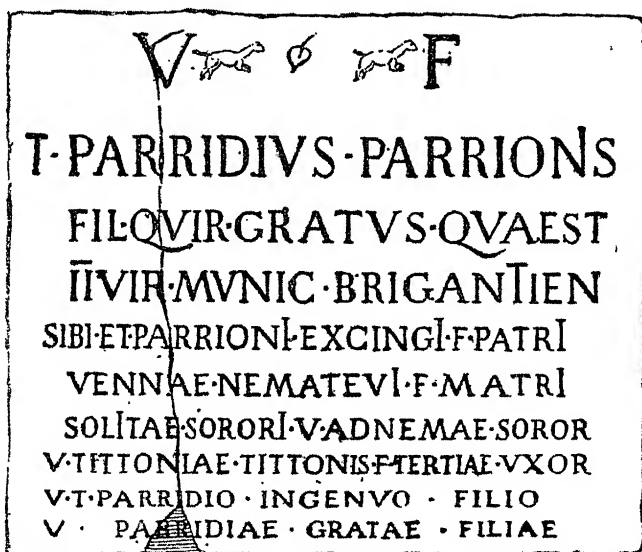 V F
T·PARRIDIVS·PARRIONIS
FIL·QVIR·GRATVS·QVAEST
IIVIR·MVNIC·BRIGANTIEN
SIBI·ET·PARRIONI·EXCINGI·F·PATRI
VENNAE·NEMATEVI·F·MATRI
SOLITAE·SORORI·V·ADNEMAE·SOROR
V·TITTONIAE·TITTONIS·F·TERTIAE·VXOR
V·T·PARRIDIO·INGENVO·FILIO
V·PARRIDIAE·GRATAE·FILIAE